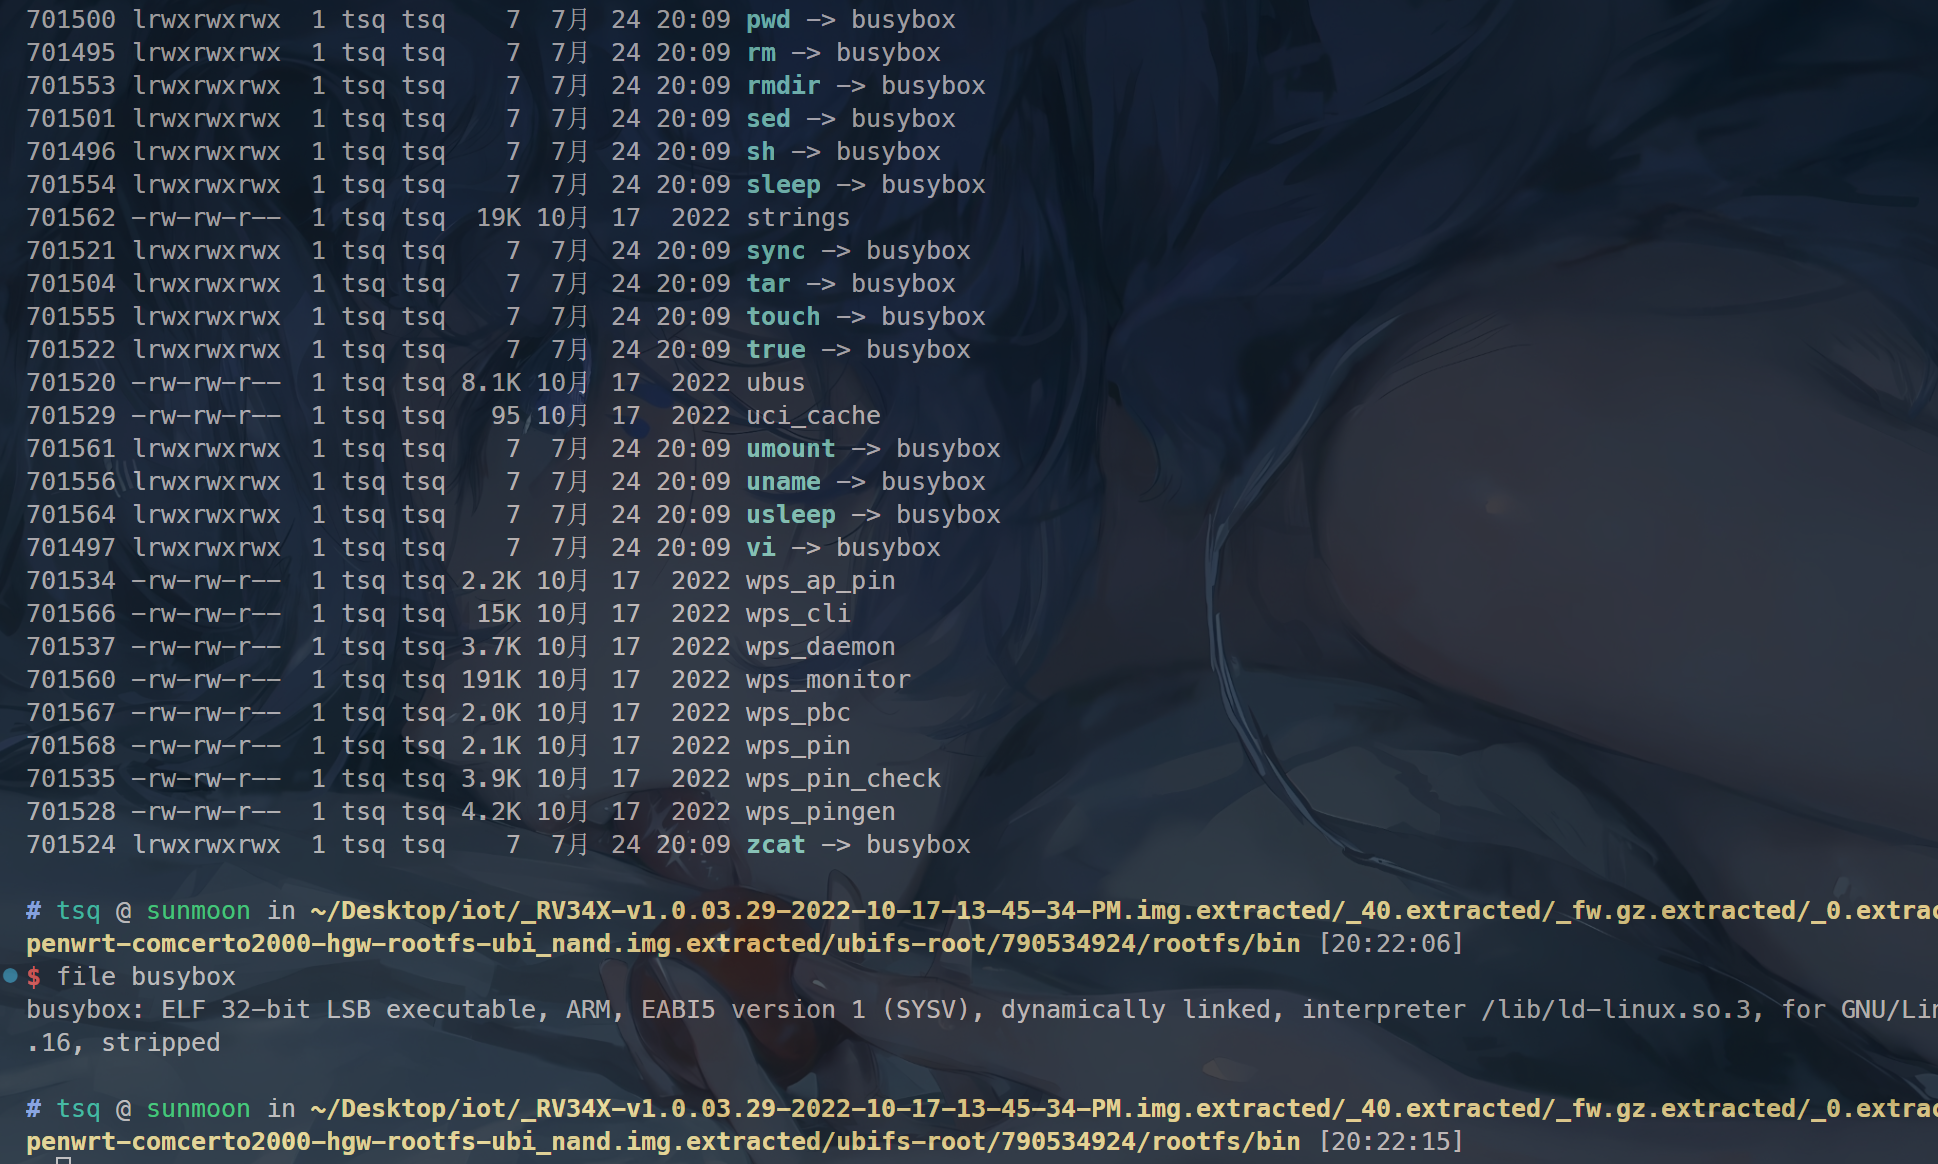 701500 lrwxrwxrwx  1 tsq tsq    7  7月  24 20:09 pwd -> busybox
701495 lrwxrwxrwx  1 tsq tsq    7  7月  24 20:09 rm -> busybox
701553 lrwxrwxrwx  1 tsq tsq    7  7月  24 20:09 rmdir -> busybox
701501 lrwxrwxrwx  1 tsq tsq    7  7月  24 20:09 sed -> busybox
701496 lrwxrwxrwx  1 tsq tsq    7  7月  24 20:09 sh -> busybox
701554 lrwxrwxrwx  1 tsq tsq    7  7月  24 20:09 sleep -> busybox
701562 -rw-rw-r--  1 tsq tsq  19K 10月  17  2022 strings
701521 lrwxrwxrwx  1 tsq tsq    7  7月  24 20:09 sync -> busybox
701504 lrwxrwxrwx  1 tsq tsq    7  7月  24 20:09 tar -> busybox
701555 lrwxrwxrwx  1 tsq tsq    7  7月  24 20:09 touch -> busybox
701522 lrwxrwxrwx  1 tsq tsq    7  7月  24 20:09 true -> busybox
701520 -rw-rw-r--  1 tsq tsq 8.1K 10月  17  2022 ubus
701529 -rw-rw-r--  1 tsq tsq   95 10月  17  2022 uci_cache
701561 lrwxrwxrwx  1 tsq tsq    7  7月  24 20:09 umount -> busybox
701556 lrwxrwxrwx  1 tsq tsq    7  7月  24 20:09 uname -> busybox
701564 lrwxrwxrwx  1 tsq tsq    7  7月  24 20:09 usleep -> busybox
701497 lrwxrwxrwx  1 tsq tsq    7  7月  24 20:09 vi -> busybox
701534 -rw-rw-r--  1 tsq tsq 2.2K 10月  17  2022 wps_ap_pin
701566 -rw-rw-r--  1 tsq tsq  15K 10月  17  2022 wps_cli
701537 -rw-rw-r--  1 tsq tsq 3.7K 10月  17  2022 wps_daemon
701560 -rw-rw-r--  1 tsq tsq 191K 10月  17  2022 wps_monitor
701567 -rw-rw-r--  1 tsq tsq 2.0K 10月  17  2022 wps_pbc
701568 -rw-rw-r--  1 tsq tsq 2.1K 10月  17  2022 wps_pin
701535 -rw-rw-r--  1 tsq tsq 3.9K 10月  17  2022 wps_pin_check
701528 -rw-rw-r--  1 tsq tsq 4.2K 10月  17  2022 wps_pingen
701524 lrwxrwxrwx  1 tsq tsq    7  7月  24 20:09 zcat -> busybox
# tsq @ sunmoon in ~/Desktop/iot/_RV34X-v1.0.03.29-2022-10-17-13-45-34-PM.img.extracted/_40.extracted/_fw.gz.extracted/_0.extrac
penwrt-comcerto2000-hgw-rootfs-ubi_nand.img.extracted/ubifs-root/790534924/rootfs/bin [20:22:06]
$ file busybox
busybox: ELF 32-bit LSB executable, ARM, EABI5 version 1 (SYSV), dynamically linked, interpreter /lib/ld-linux.so.3, for GNU/Lin
.16, stripped
# tsq @ sunmoon in ~/Desktop/iot/_RV34X-v1.0.03.29-2022-10-17-13-45-34-PM.img.extracted/_40.extracted/_fw.gz.extracted/_0.extrac
penwrt-comcerto2000-hgw-rootfs-ubi_nand.img.extracted/ubifs-root/790534924/rootfs/bin [20:22:15]